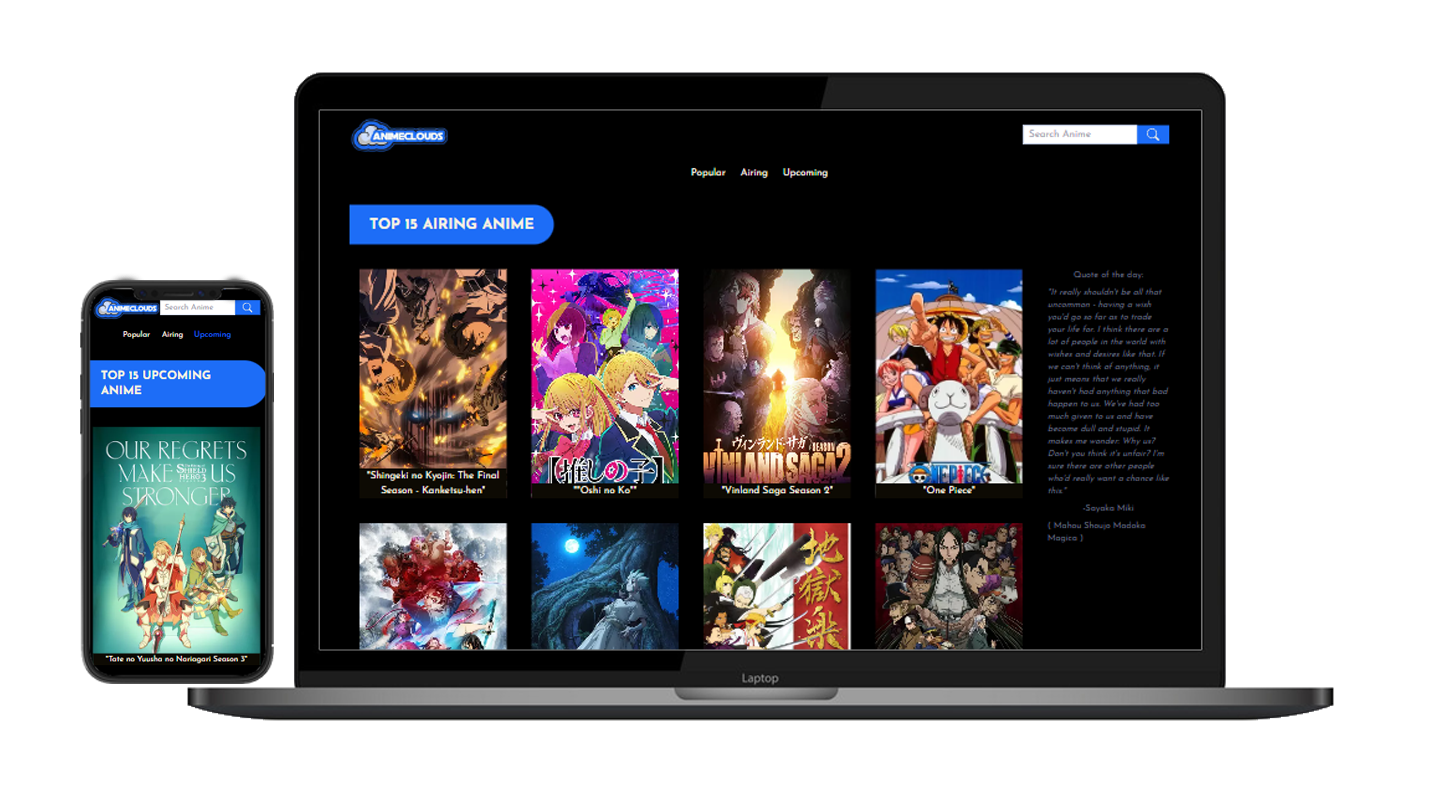 ANIMECLOUDS
Search Anime
Popular Airing Upcoming
TOP 15 AIRING ANIME
ヴィンランド・サガ SEASON
VINLAND SAGA 2
【推しの子】
ONE PIECE
"Shingeki no Kyojin: The Final
Season - Kanketsu-hen"
""Oshi no Ko""
"Vinland Saga Season 2"
"One Piece"
地獄楽
Quote of the day:
"It really shouldn't be all that
uncommon - having a wish
you'd go so far as to trade
your life for. I think there are a
lot of people in the world with
wishes and desires like that. If
we can't think of anything, it
just means that we really
haven't had anything that bad
happen to us. We've had too
much given to us and have
become dull and stupid. It
makes me wonder: Why us?
Don't you think it's unfair? I'm
sure there are other people
who'd really want a chance like
this."
-Sayaka Miki
( Mahou Shoujo Madoka
Magica )
Laptop
ANIMECLOUDS
Search Anime
Popular Airing Upcoming
TOP 15 UPCOMING
ANIME
OUR REGRETS
MAKE US
SHIELD
HERO 3
STRONGER
"Tate no Yuusha no Nariagari Season 3"